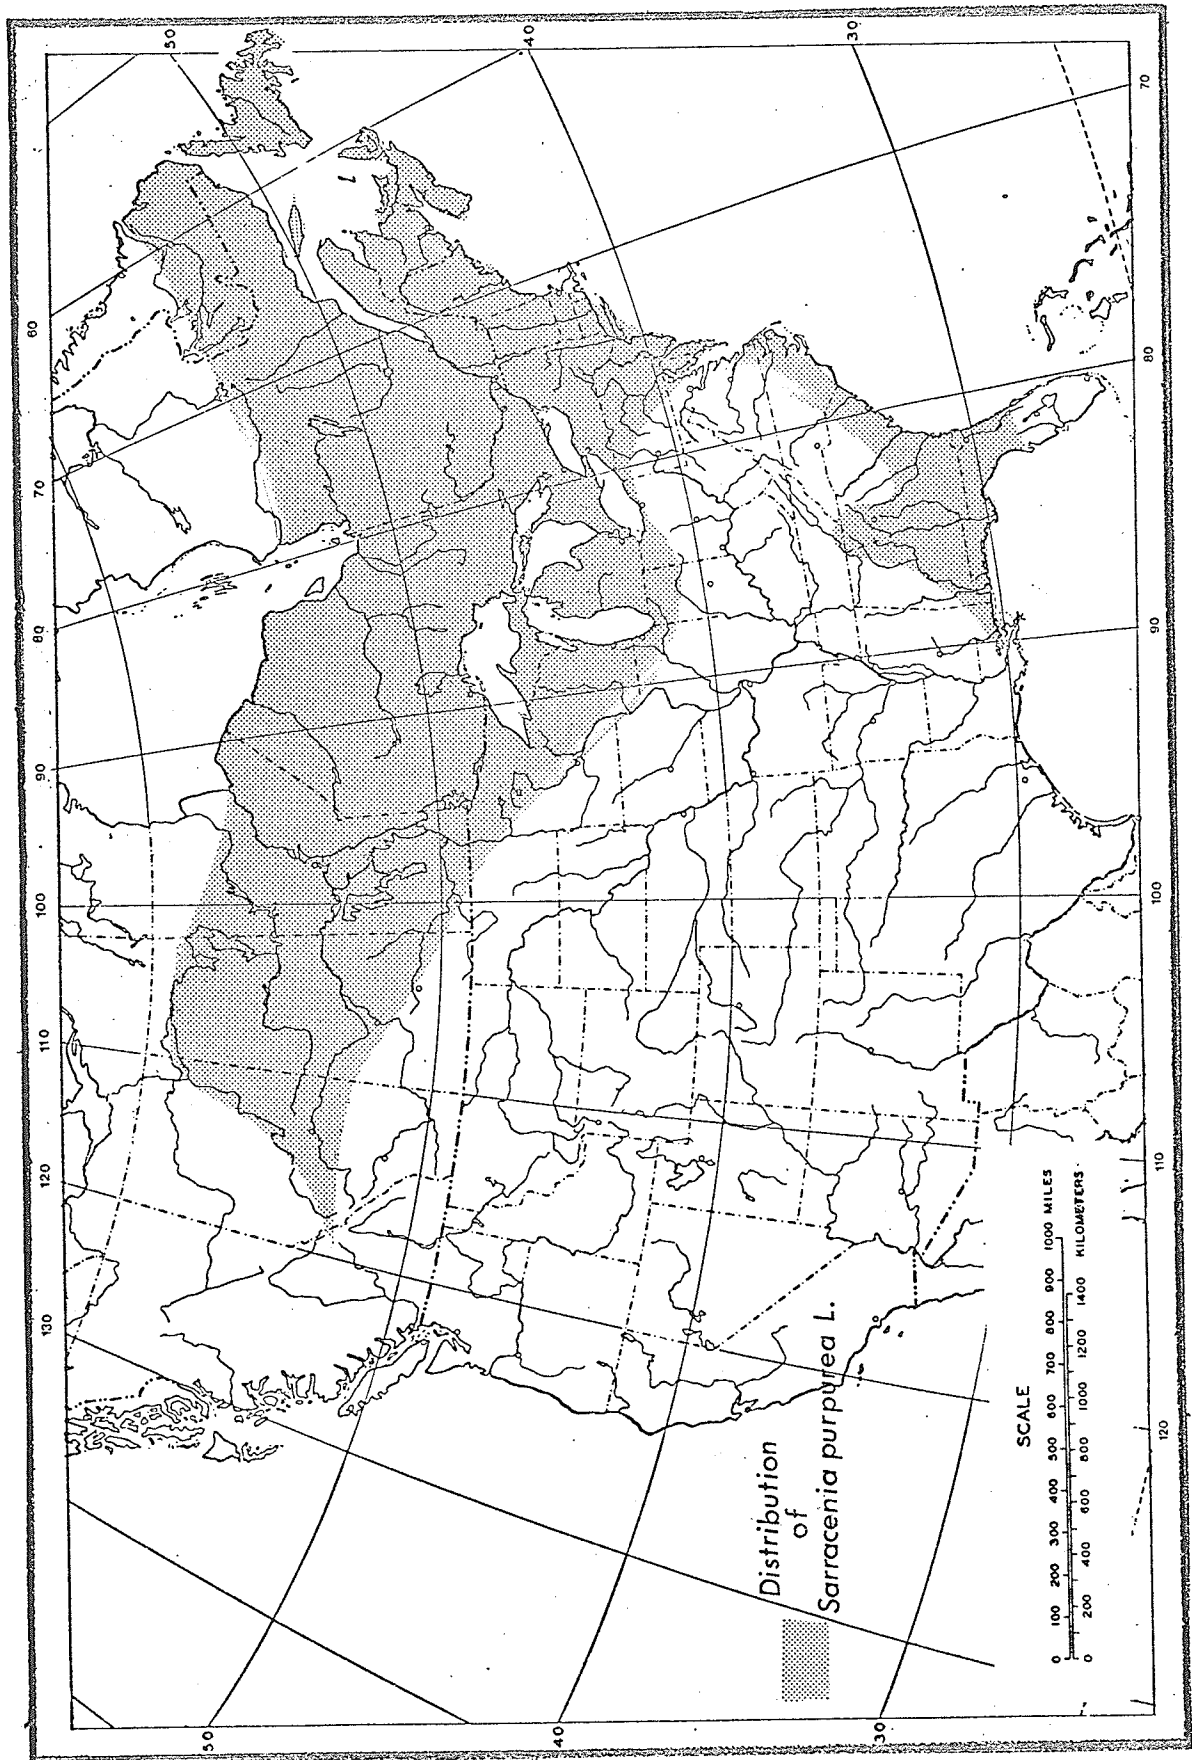 130 120 110 100 90 80 70 60
50 50
40 40
30 30
Distribution
of
Sarracenia purpurea L.
SCALE
0 100 200 300 400 500 600 700 800 900 1000 MILES
0 200 400 600 800 1000 1200 1400 KILOMETERS
120 110 100 90 80 70